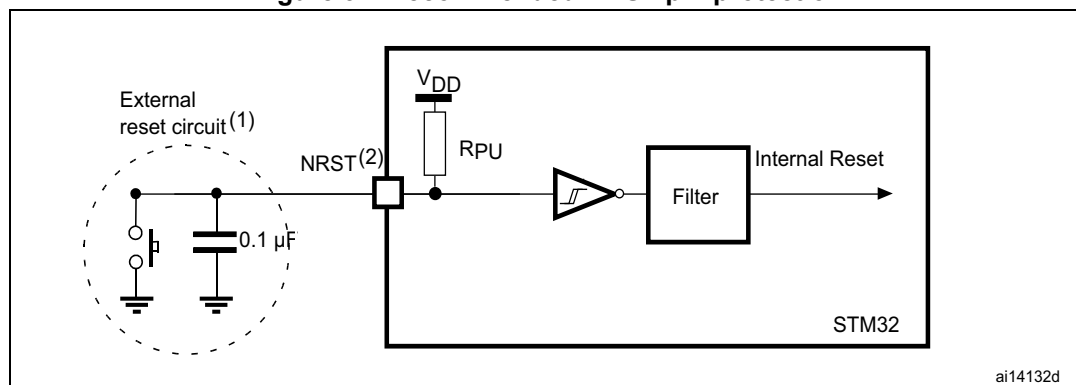 External
reset circuit(1)
VDD
NRST(2)
RPU
Internal Reset
Filter
0.1 µF
STM32
ai14132d